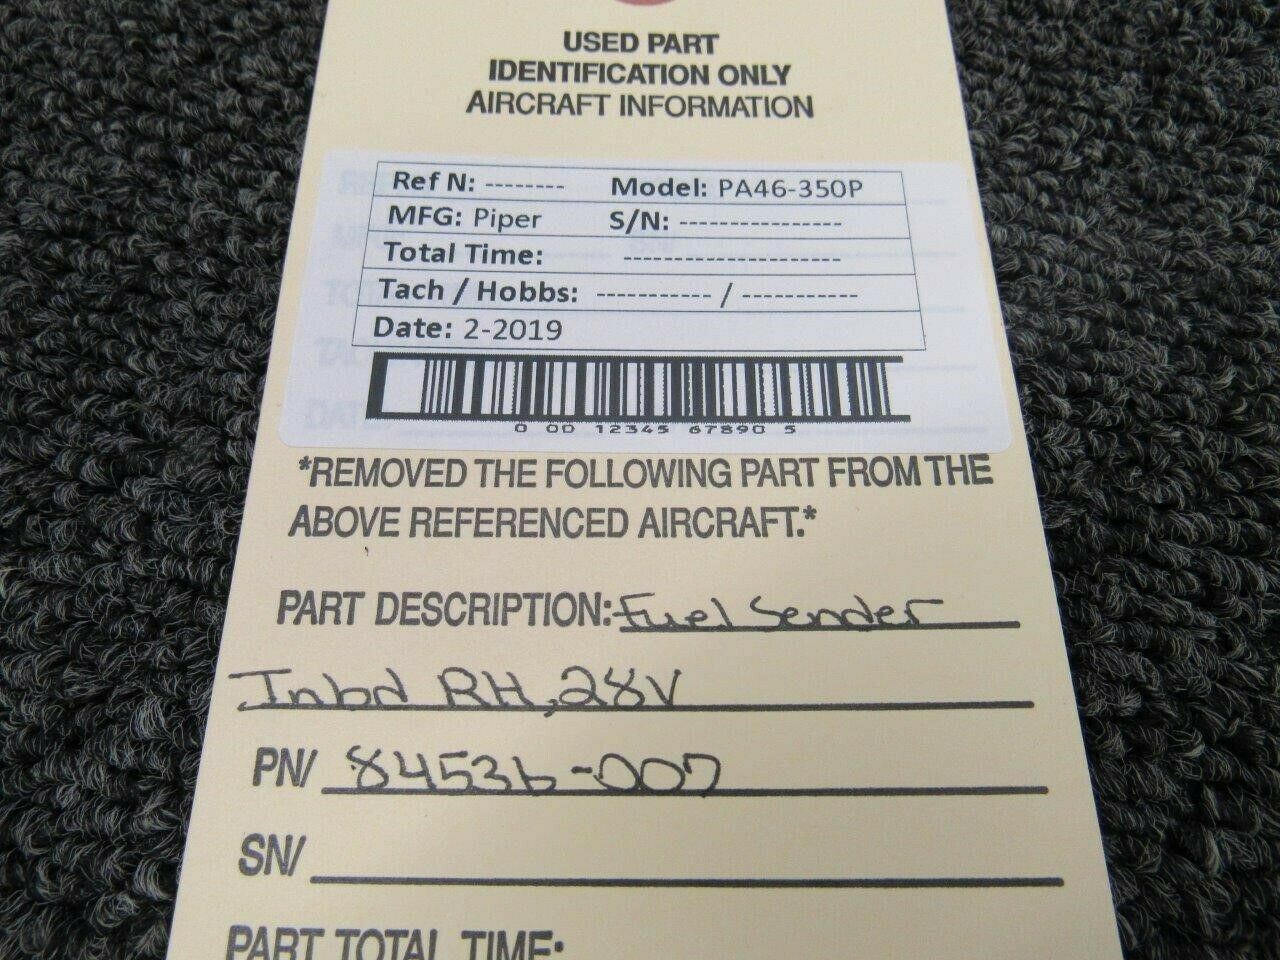 USED PART
IDENTIFICATION ONLY
AIRCRAFT INFORMATION
Ref N: -------- Model: PA46-350P
MFG: Piper S/N: ----------------
Total Time: ---------------------
Tach / Hobbs: ----------- / -----------
Date: 2-2019
0 00 12345 67890 5
*REMOVED THE FOLLOWING PART FROM THE
ABOVE REFERENCED AIRCRAFT.*
PART DESCRIPTION: Fuel Sender
Inbd RH, 28V
PN/ 84536-007
SN/
PART TOTAL TIME: